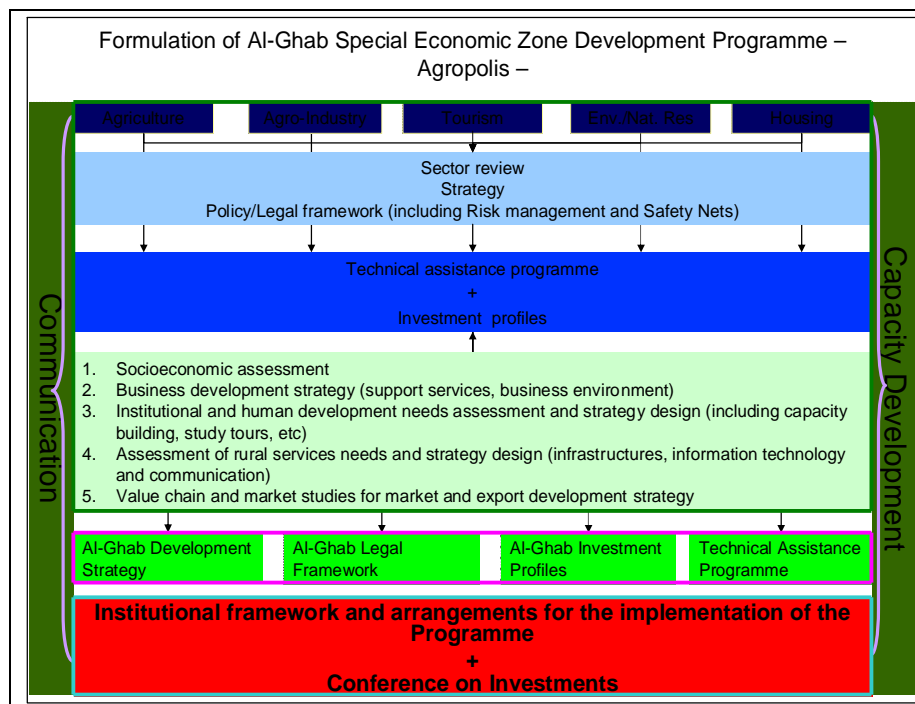 Formulation of Al-Ghab Special Economic Zone Development Programme –
Agropolis –
Agriculture
Agro-Industry
Tourism
Env./Nat. Res.
Housing
Sector review
Strategy
Policy/Legal framework (including Risk management and Safety Nets)
Technical assistance programme
+
Investment profiles
1. Socioeconomic assessment
2. Business development strategy (support services, business environment)
3. Institutional and human development needs assessment and strategy design (including capacity
building, study tours, etc)
4. Assessment of rural services needs and strategy design (infrastructures, information technology
and communication)
5. Value chain and market studies for market and export development strategy
Communication
Capacity Development
Al-Ghab Development
Strategy
Al-Ghab Legal
Framework
Al-Ghab Investment
Profiles
Technical Assistance
Programme
Institutional framework and arrangements for the implementation of the
Programme
+
Conference on Investments